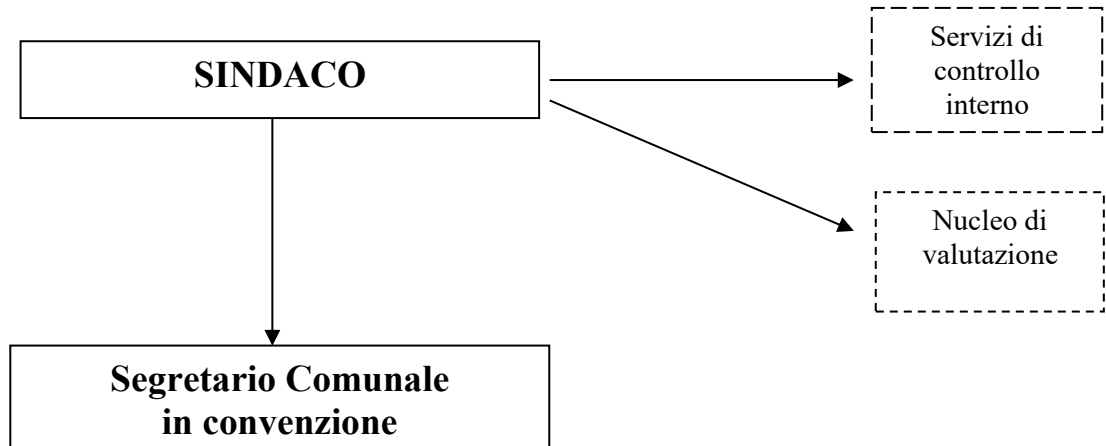 SINDACO
Servizi di
controllo
interno
Nucleo di
valutazione
Segretario Comunale
in convenzione